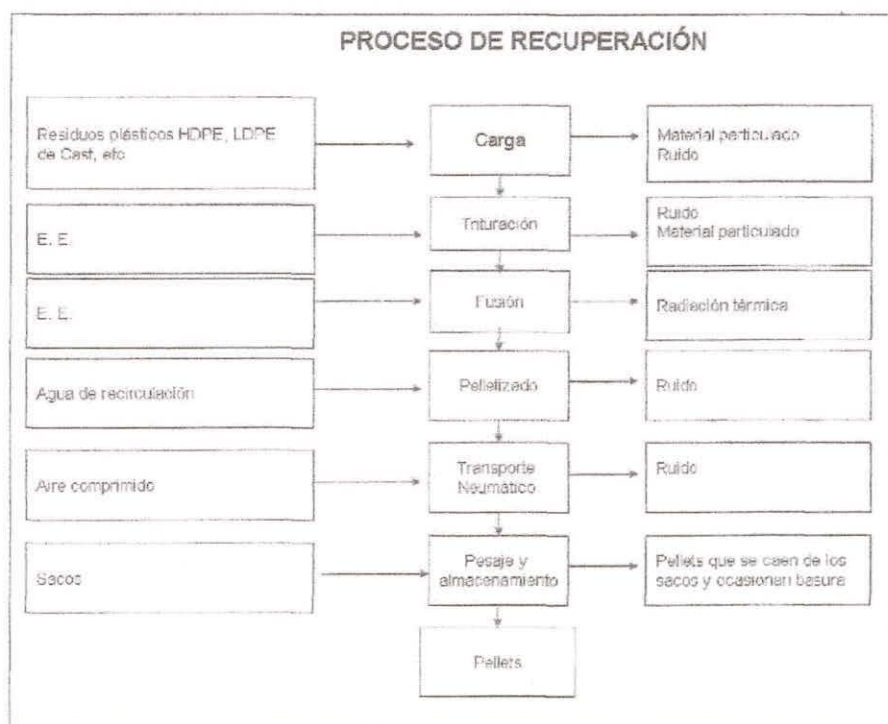 PROCESO DE RECUPERACIÓN
Residuos plásticos HDPE, LDPE
de Cast, etc
Carga
Material particulado
Ruido
E. E.
Trituración
Ruido
Material particulado
E. E.
Fusión
Radiación térmica
Agua de recirculación
Pelletizado
Ruido
Aire comprimido
Transporte
Neumático
Ruido
Sacos
Pesaje y
almacenamiento
Pellets que se caen de los
sacos y ocasionan basura
Pellets